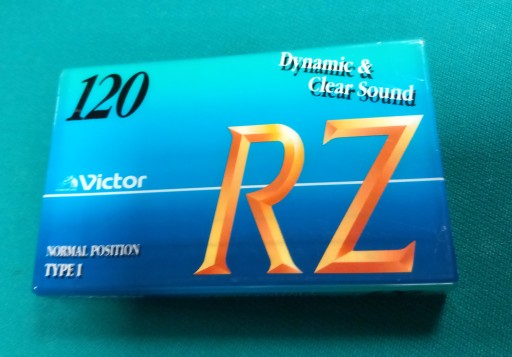 120
Dynamic &
Clear Sound
Victor
RZ
NORMAL POSITION
TYPE I